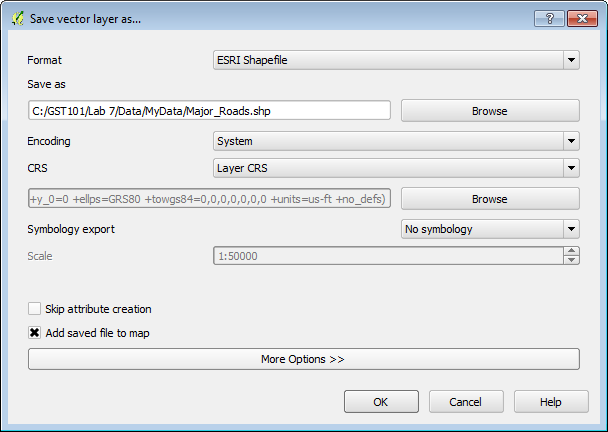 Save vector layer as...
Format ESRI Shapefile
Save as
C:/GST101/Lab 7/Data/MyData/Major_Roads.shp Browse
Encoding System
CRS Layer CRS
+y_0=0 +ellps=GRS80 +towgs84=0,0,0,0,0,0,0 +units=us-ft +no_defs) Browse
Symbology export No symbology
Scale 1:50000
Skip attribute creation
Add saved file to map
More Options >>
OK Cancel Help